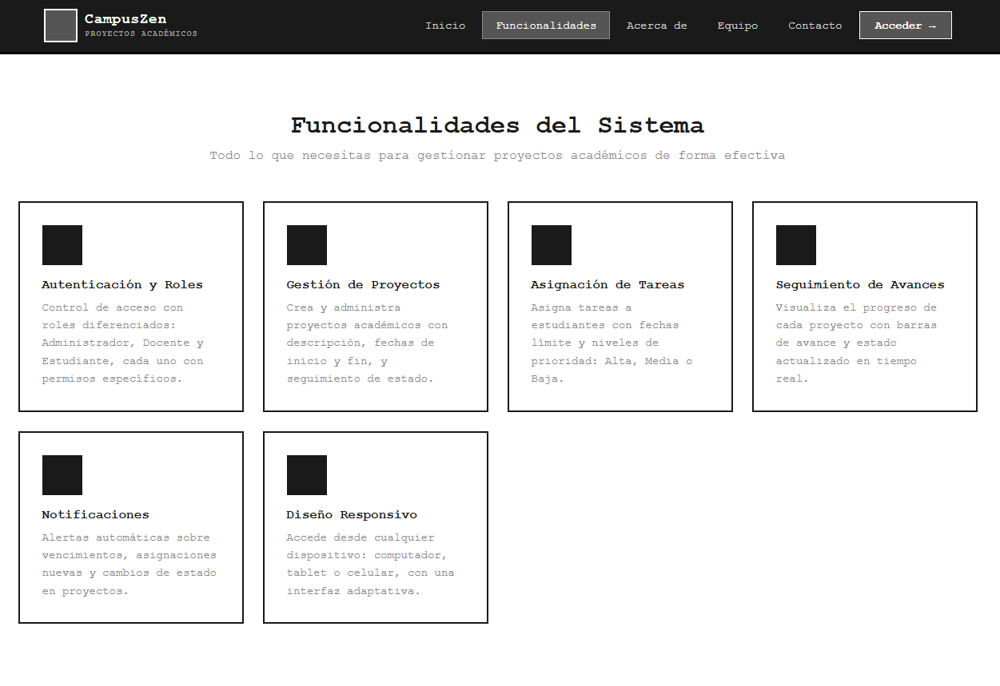 CampusZen
PROYECTOS ACADÉMICOS
Inicio
Funcionalidades
Acerca de
Equipo
Contacto
Acceder →
Funcionalidades del Sistema
Todo lo que necesitas para gestionar proyectos académicos de forma efectiva
Autenticación y Roles
Control de acceso con
roles diferenciados:
Administrador, Docente y
Estudiante, cada uno con
permisos específicos.
Gestión de Proyectos
Crea y administra
proyectos académicos con
descripción, fechas de
inicio y fin, y
seguimiento de estado.
Asignación de Tareas
Asigna tareas a
estudiantes con fechas
límite y niveles de
prioridad: Alta, Media o
Baja.
Seguimiento de Avances
Visualiza el progreso de
cada proyecto con barras
de avance y estado
actualizado en tiempo
real.
Notificaciones
Alertas automáticas sobre
vencimientos, asignaciones
nuevas y cambios de estado
en proyectos.
Diseño Responsivo
Accede desde cualquier
dispositivo: computador,
tablet o celular, con una
interfaz adaptativa.